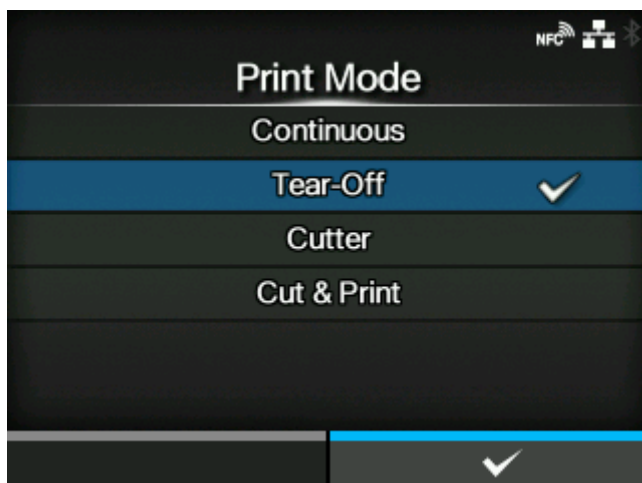 NFC
Print Mode
Continuous
Tear-Off
Cutter
Cut & Print